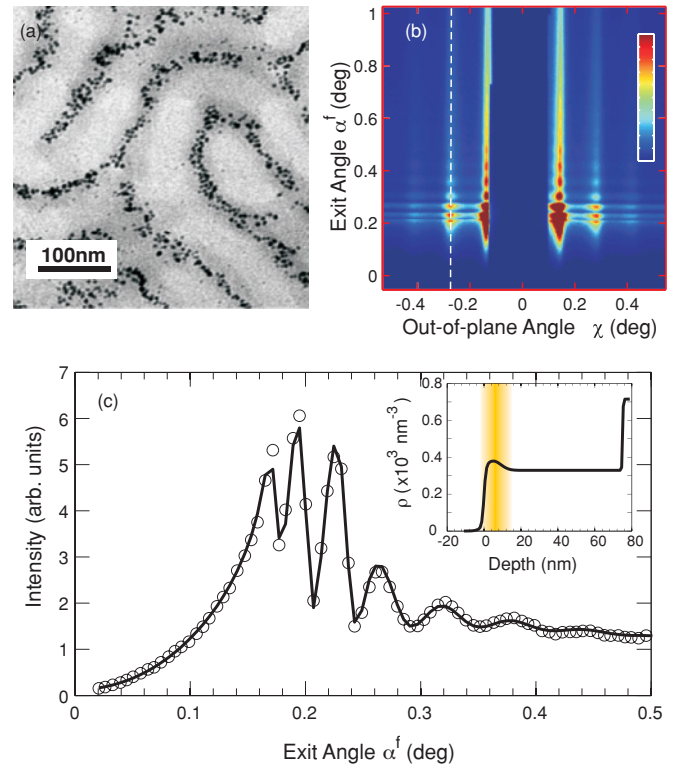 (a)
100nm
(b)
Exit Angle α^f (deg)
1
0.8
0.6
0.4
0.2
0
-0.4 -0.2 0 0.2 0.4
Out-of-plane Angle χ (deg)
(c)
Intensity (arb. units)
7
6
5
4
3
2
1
0
0 0.1 0.2 0.3 0.4 0.5
Exit Angle α^f (deg)
ρ (x10³ nm⁻³)
0.8
0.6
0.4
0.2
0
-20 0 20 40 60 80
Depth (nm)